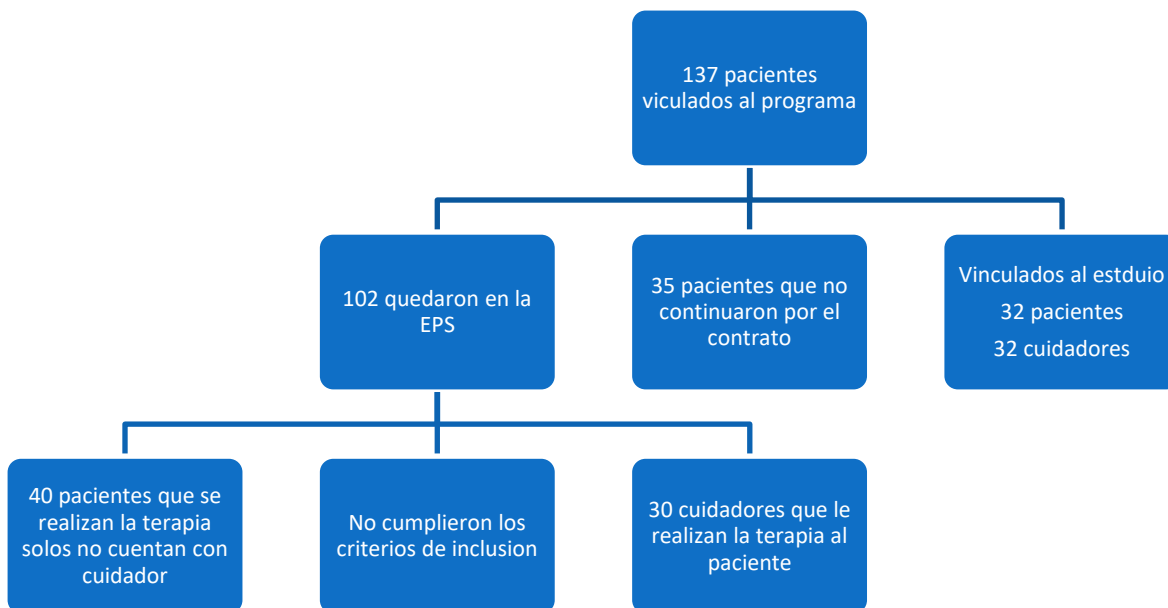 137 pacientes
viculados al programa
102 quedaron en la
EPS
35 pacientes que no
continuaron por el
contrato
Vinculados al estduio
32 pacientes
32 cuidadores
40 pacientes que se
realizan la terapia
solos no cuentan con
cuidador
No cumplieron los
criterios de inclusion
30 cuidadores que le
realizan la terapia al
paciente